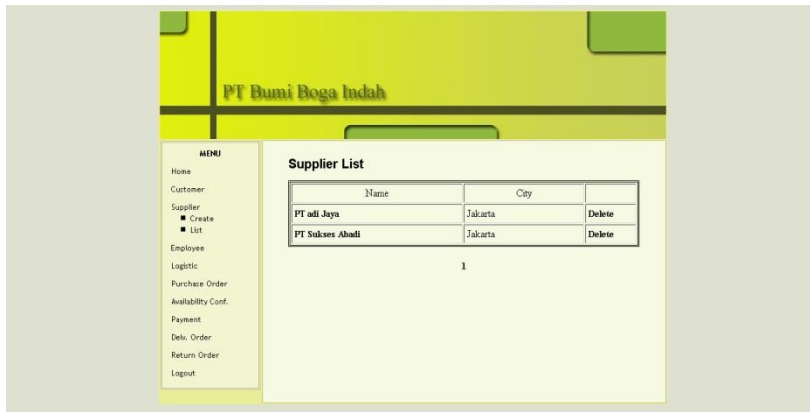 PT Bumi Boga Indah
MENU
Home
Customer
Supplier
Create
List
Employee
Logistic
Purchase Order
Availability Conf.
Payment
Delv. Order
Return Order
Logout
Supplier List
Name City
PT adi Jaya Jakarta Delete
PT Sukses Abadi Jakarta Delete
1